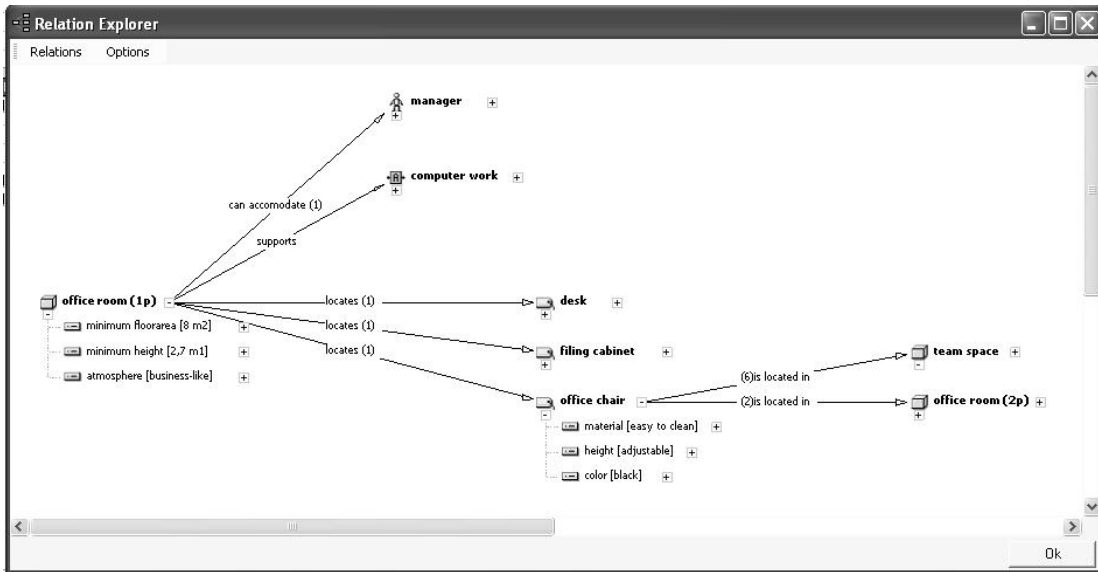 Relation Explorer
Relations Options
manager
computer work
can accomodate (1)
supports
office room (1p)
locates (1)
desk
minimum floorarea [8 m2]
locates (1)
minimum height [2,7 m1]
locates (1)
filing cabinet
team space
atmosphere [business-like]
(6)is located in
office chair
(2)is located in
office room (2p)
material [easy to clean]
height [adjustable]
color [black]
Ok